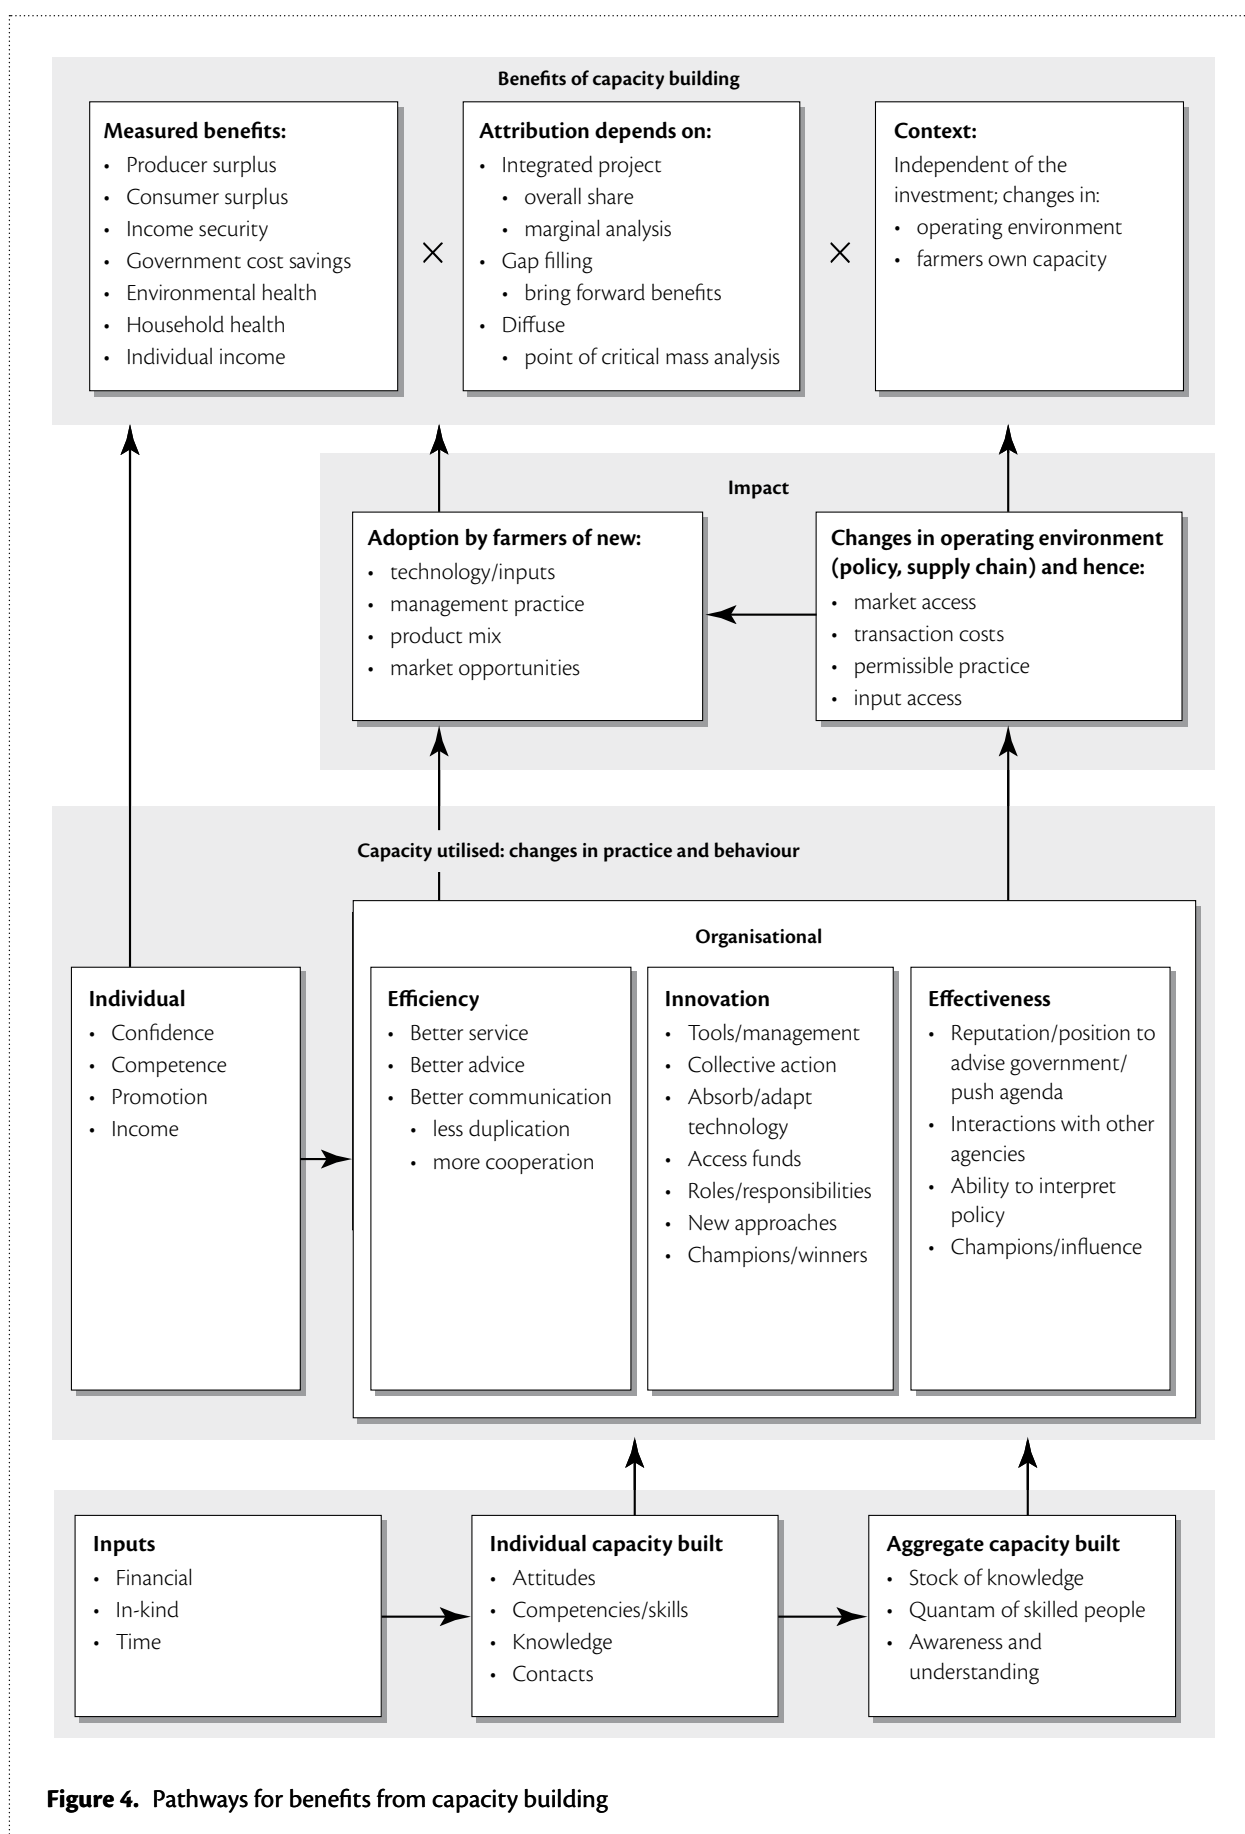 Benefits of capacity building
Measured benefits:
• Producer surplus
• Consumer surplus
• Income security
• Government cost savings
• Environmental health
• Household health
• Individual income
×
Attribution depends on:
• Integrated project
• overall share
• marginal analysis
• Gap filling
• bring forward benefits
• Diffuse
• point of critical mass analysis
×
Context:
Independent of the
investment; changes in:
• operating environment
• farmers own capacity
Impact
Adoption by farmers of new:
• technology/inputs
• management practice
• product mix
• market opportunities
Changes in operating environment
(policy, supply chain) and hence:
• market access
• transaction costs
• permissible practice
• input access
Capacity utilised: changes in practice and behaviour
Individual
• Confidence
• Competence
• Promotion
• Income
Organisational
Efficiency
• Better service
• Better advice
• Better communication
• less duplication
• more cooperation
Innovation
• Tools/management
• Collective action
• Absorb/adapt
technology
• Access funds
• Roles/responsibilities
• New approaches
• Champions/winners
Effectiveness
• Reputation/position to
advise government/
push agenda
• Interactions with other
agencies
• Ability to interpret
policy
• Champions/influence
Inputs
• Financial
• In-kind
• Time
Individual capacity built
• Attitudes
• Competencies/skills
• Knowledge
• Contacts
Aggregate capacity built
• Stock of knowledge
• Quantam of skilled people
• Awareness and
understanding
Figure 4. Pathways for benefits from capacity building